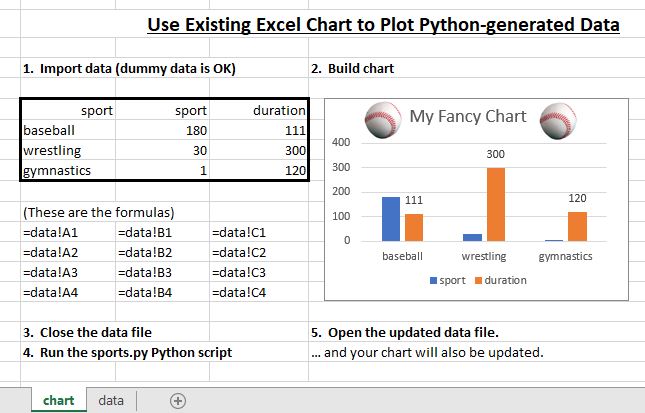 Use Existing Excel Chart to Plot Python-generated Data
1. Import data (dummy data is OK)
2. Build chart
sport sport duration
baseball 180 111
wrestling 30 300
gymnastics 1 120
(These are the formulas)
=data!A1 =data!B1 =data!C1
=data!A2 =data!B2 =data!C2
=data!A3 =data!B3 =data!C3
=data!A4 =data!B4 =data!C4
My Fancy Chart
400
300
200
100
0
111
300
120
baseball wrestling gymnastics
sport duration
3. Close the data file
4. Run the sports.py Python script
5. Open the updated data file.
... and your chart will also be updated.
chart data